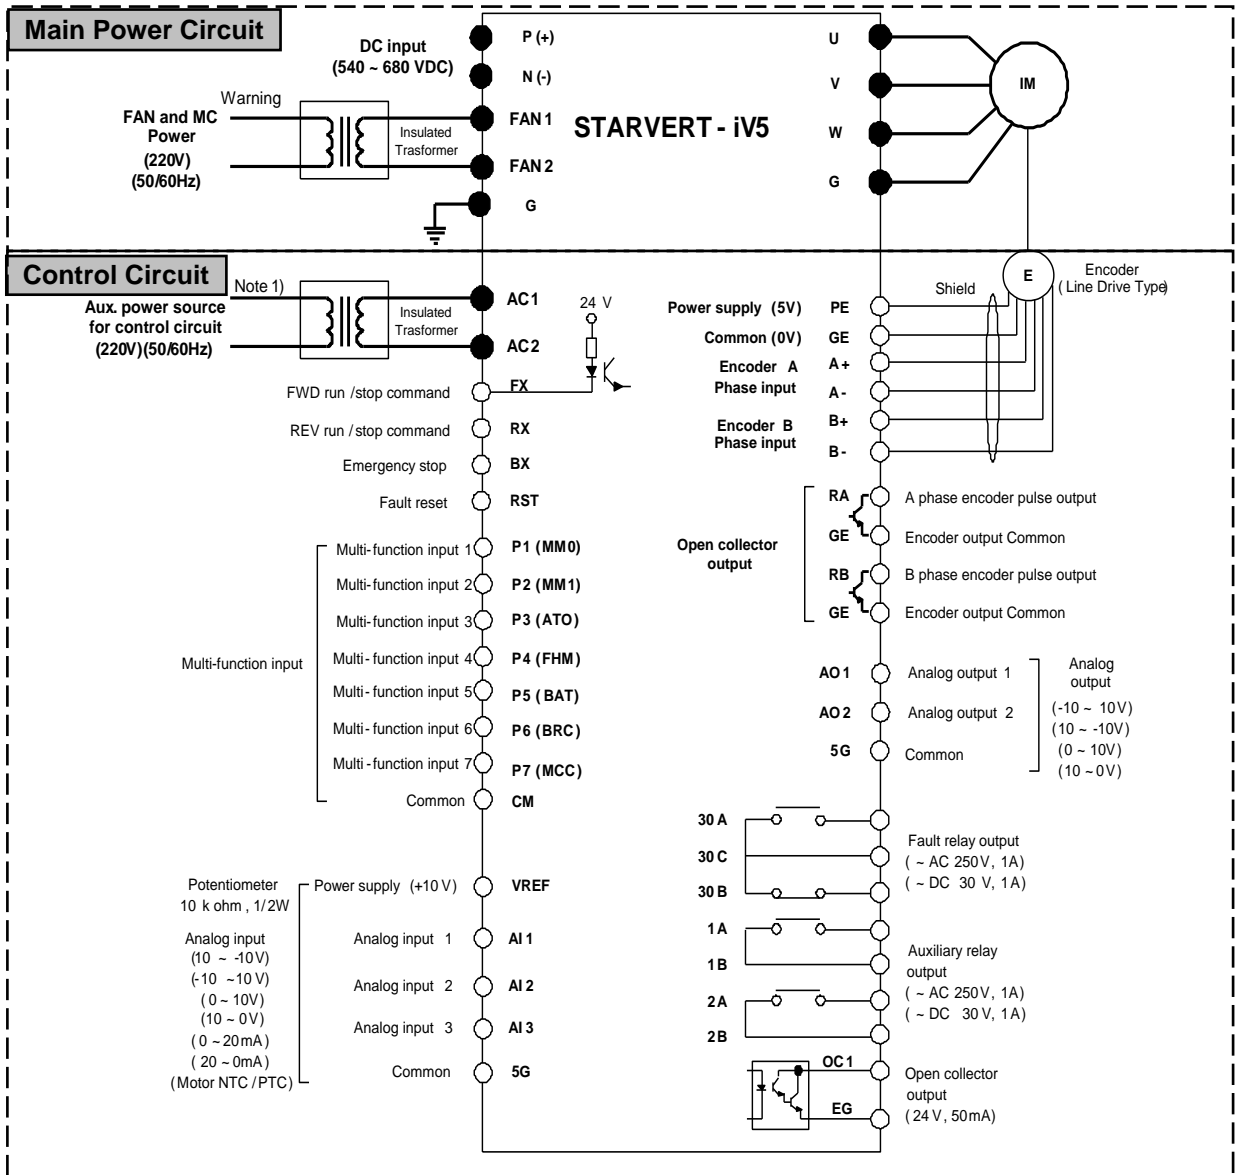 Main Power Circuit
DC input
(540 ~ 680 VDC)
P (+)
N (-)
Warning
FAN and MC
Power
(220V)
(50/60Hz)
Insulated
Trasformer
FAN 1
FAN 2
G
STARVERT - iV5
U
V
W
G
IM
Control Circuit
Note 1)
Aux. power source
for control circuit
(220V)(50/60Hz)
Insulated
Trasformer
AC 1
AC 2
24 V
FWD run /stop command
FX
REV run /stop command
RX
Emergency stop
BX
Fault reset
RST
Multi-function input
Multi-function input 1
P1 (MM0)
Multi-function input 2
P2 (MM1)
Multi-function input 3
P3 (ATO)
Multi-function input 4
P4 (FHM)
Multi-function input 5
P5 (BAT)
Multi-function input 6
P6 (BRC)
Multi-function input 7
P7 (MCC)
Common
CM
Potentiometer
10 k ohm , 1/2W
Power supply (+10 V)
VREF
Analog input
(10 ~ -10V)
(-10 ~10 V)
( 0 ~ 10V)
(10 ~ 0V)
( 0 ~20mA)
( 20 ~ 0mA)
(Motor NTC /PTC)
Analog input 1
AI 1
Analog input 2
AI 2
Analog input 3
AI 3
Common
5G
E
Encoder
( Line Drive Type)
Shield
Power supply (5V)
PE
Common (0V)
GE
Encoder A
Phase input
A +
A -
Encoder B
Phase input
B+
B -
Open collector
output
RA
A phase encoder pulse output
GE
Encoder output Common
RB
B phase encoder pulse output
GE
Encoder output Common
AO 1
Analog output 1
AO 2
Analog output 2
5 G
Common
Analog
output
(-10 ~ 10V)
(10 ~ -10V)
(0 ~ 10V)
(10 ~0V)
30 A
30 C
30 B
Fault relay output
( ~ AC 250V, 1A)
( ~ DC 30 V, 1A)
1 A
1 B
2 A
2 B
Auxiliary relay
output
( ~ AC 250V, 1A)
( ~ DC 30 V, 1A)
OC 1
EG
Open collector
output
(24 V, 50mA)